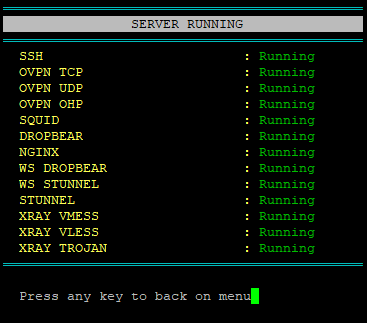 SERVER RUNNING
SSH : Running
OVPN TCP : Running
OVPN UDP : Running
OVPN OHP : Running
SQUID : Running
DROPBEAR : Running
NGINX : Running
WS DROPBEAR : Running
WS STUNNEL : Running
STUNNEL : Running
XRAY VMESS : Running
XRAY VLESS : Running
XRAY TROJAN : Running
Press any key to back on menu